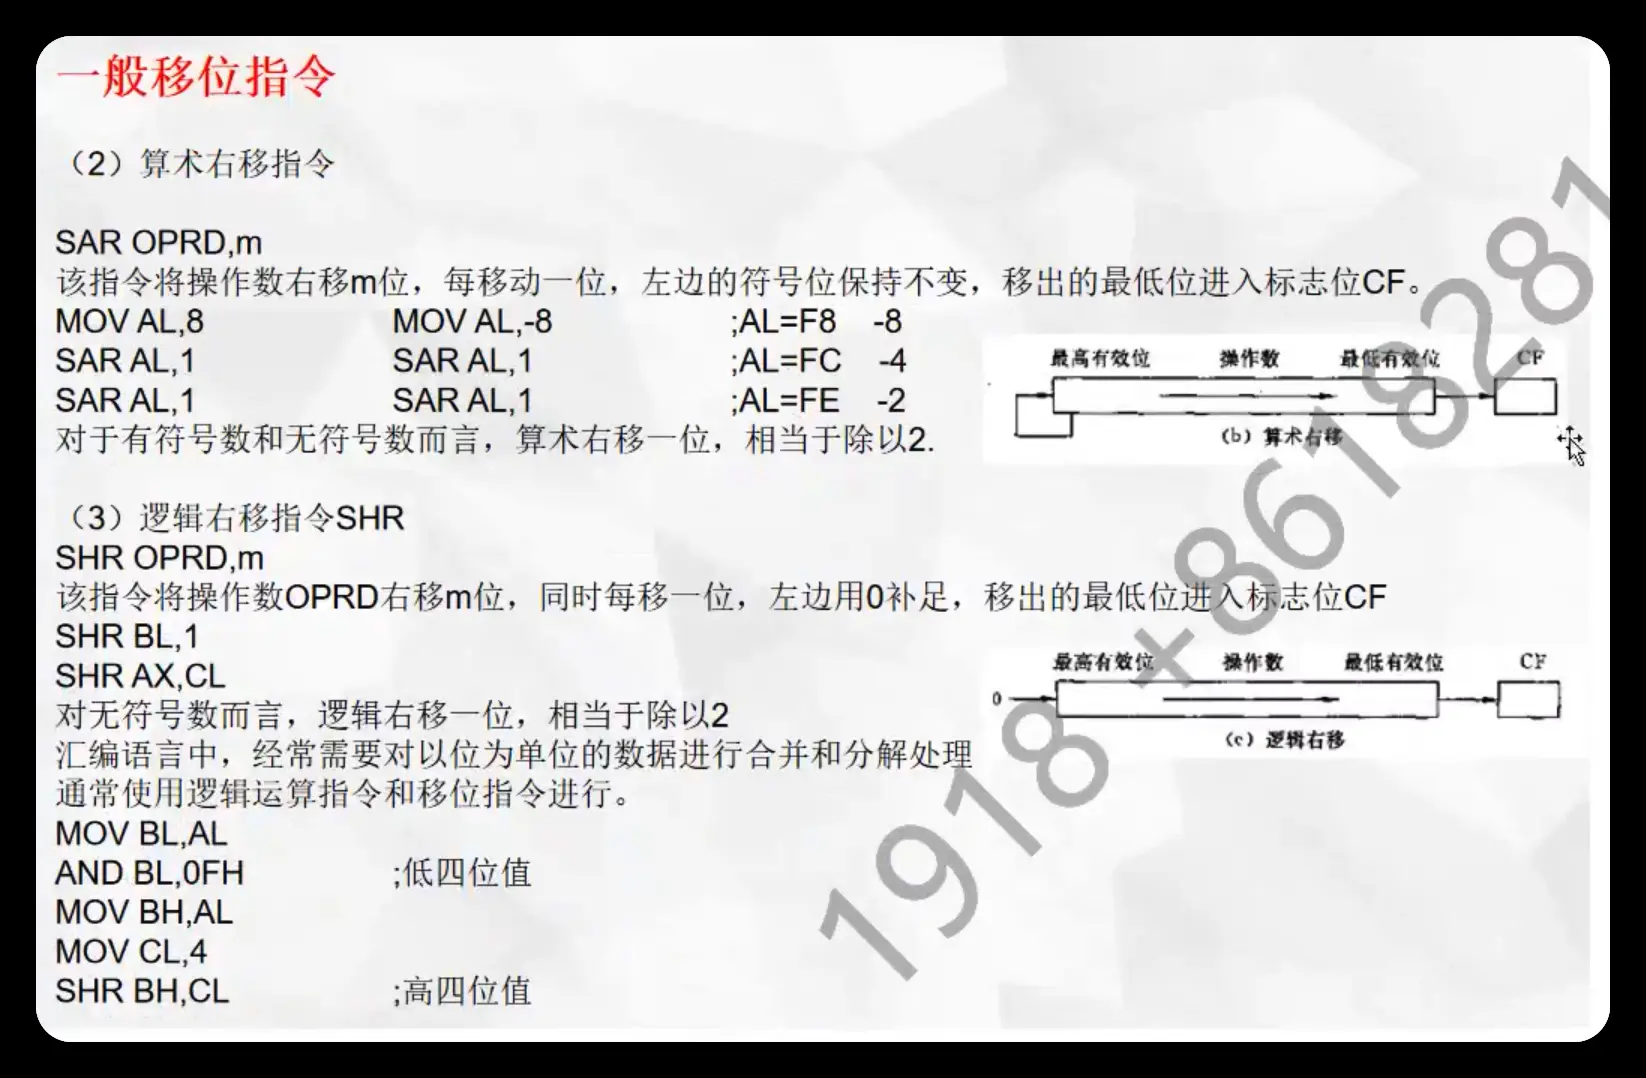 一般移位指令
（2）算术右移指令
SAR OPRD,m
该指令将操作数右移m位，每移动一位，左边的符号位保持不变，移出的最低位进入标志位CF。
MOV AL,8 MOV AL,-8 ;AL=F8 -8
SAR AL,1 SAR AL,1 ;AL=FC -4
SAR AL,1 SAR AL,1 ;AL=FE -2
对于有符号数和无符号数而言，算术右移一位，相当于除以2.
最高有效位 操作数 最低有效位 CF
（b）算术右移
（3）逻辑右移指令SHR
SHR OPRD,m
该指令将操作数OPRD右移m位，同时每移一位，左边用0补足，移出的最低位进入标志位CF
SHR BL,1
SHR AX,CL
对无符号数而言，逻辑右移一位，相当于除以2
汇编语言中，经常需要对以位为单位的数据进行合并和分解处理
通常使用逻辑运算指令和移位指令进行。
最高有效位 操作数 最低有效位 CF
0
（c）逻辑右移
MOV BL,AL
AND BL,0FH ;低四位值
MOV BH,AL
MOV CL,4
SHR BH,CL ;高四位值
1918 +8618281